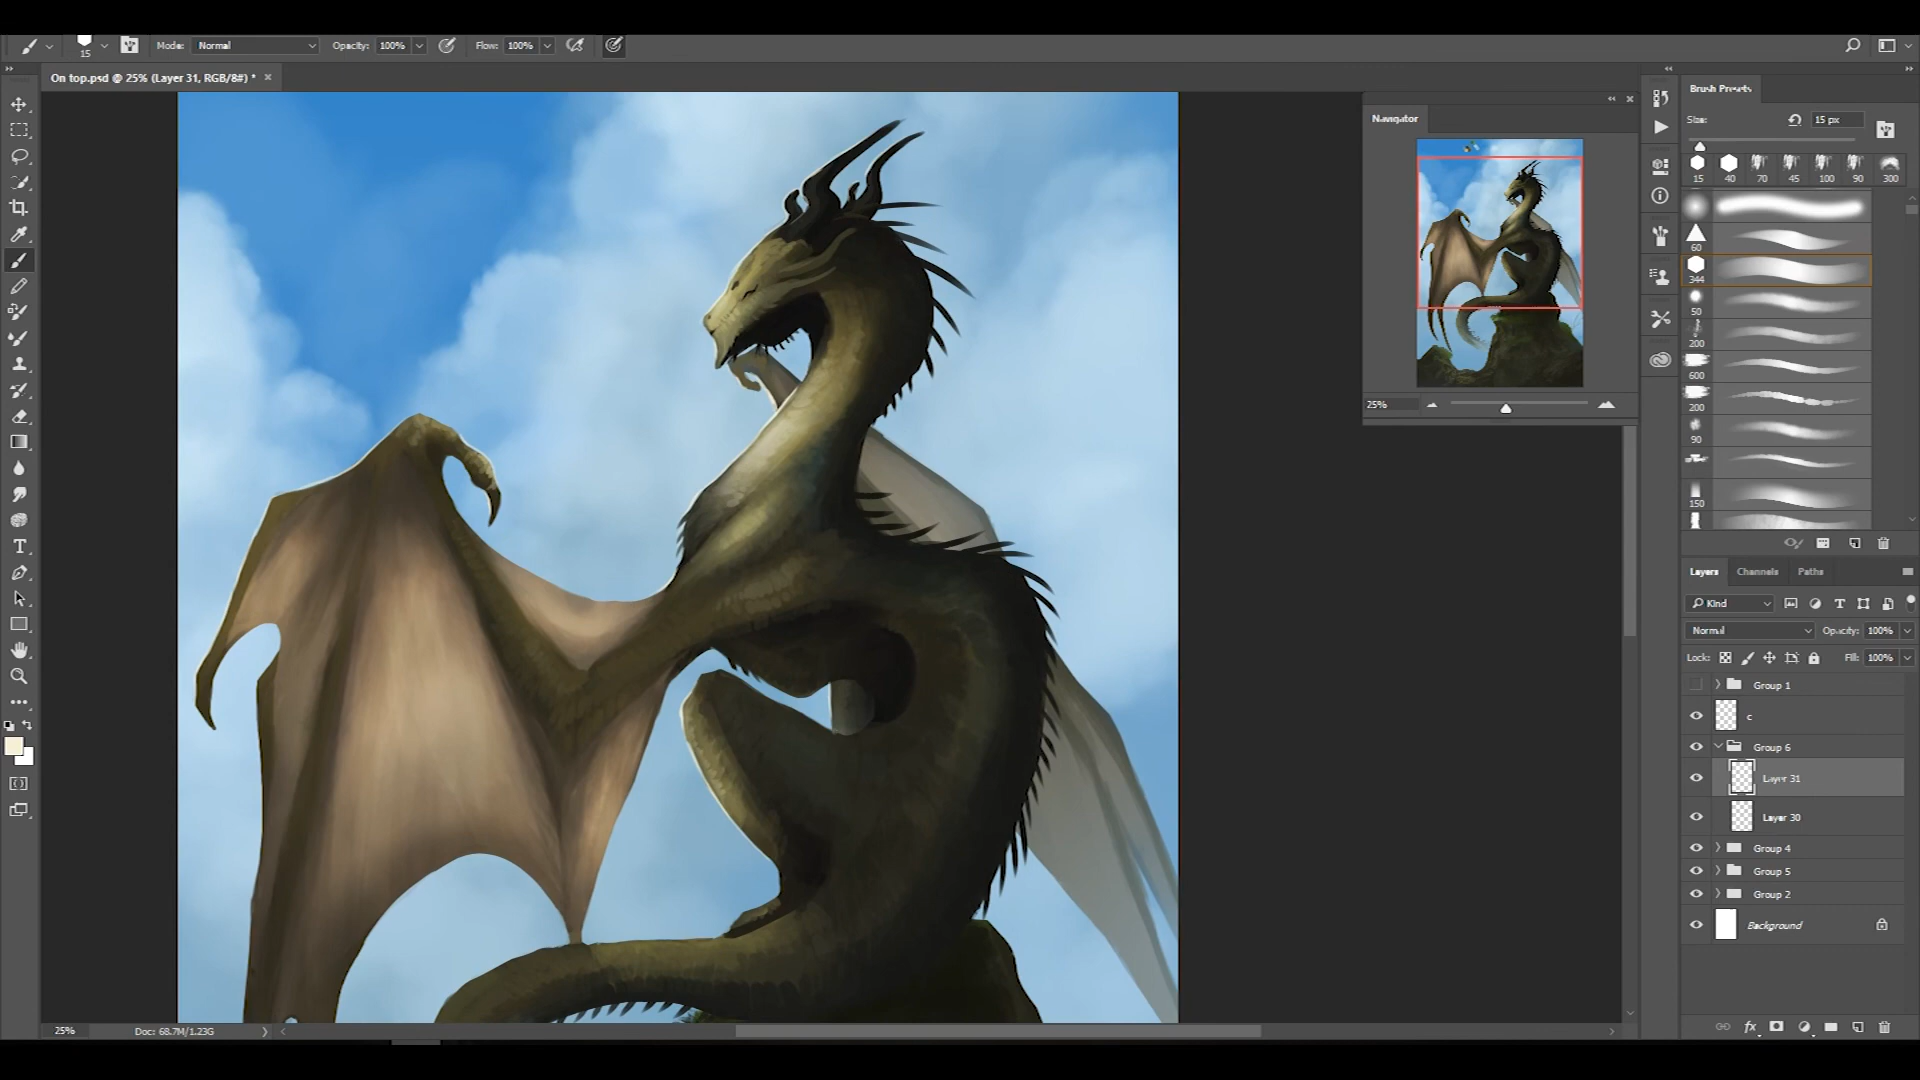 15
Mode: Normal
Opacity: 100%
Flow: 100%
On top.psd @ 25% (Layer 31, RGB/8#) *
Navigator
25%
Brush Presets
Size: 15 px
15 40 70 45 100 90 300
60
344
50
200
600
200
90
150
Layers Channels Paths
Kind
Normal Opacity: 100%
Lock: Fill: 100%
Group 1
c
Group 6
Layer 31
Layer 30
Group 4
Group 5
Group 2
Background
fx
25% Doc: 68.7M/1.23G